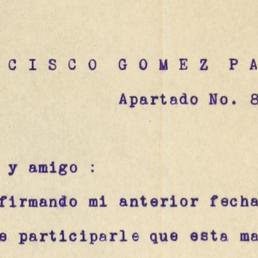 CISCO GOMEZ PA
Apartado No. 8
y amigo :
firmando mi anterior fecha
e participarle que esta ma